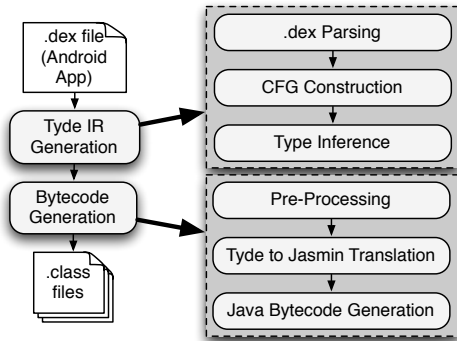 .dex file
(Android
App)
Tyde IR
Generation
Bytecode
Generation
.class
files
.dex Parsing
CFG Construction
Type Inference
Pre-Processing
Tyde to Jasmin Translation
Java Bytecode Generation